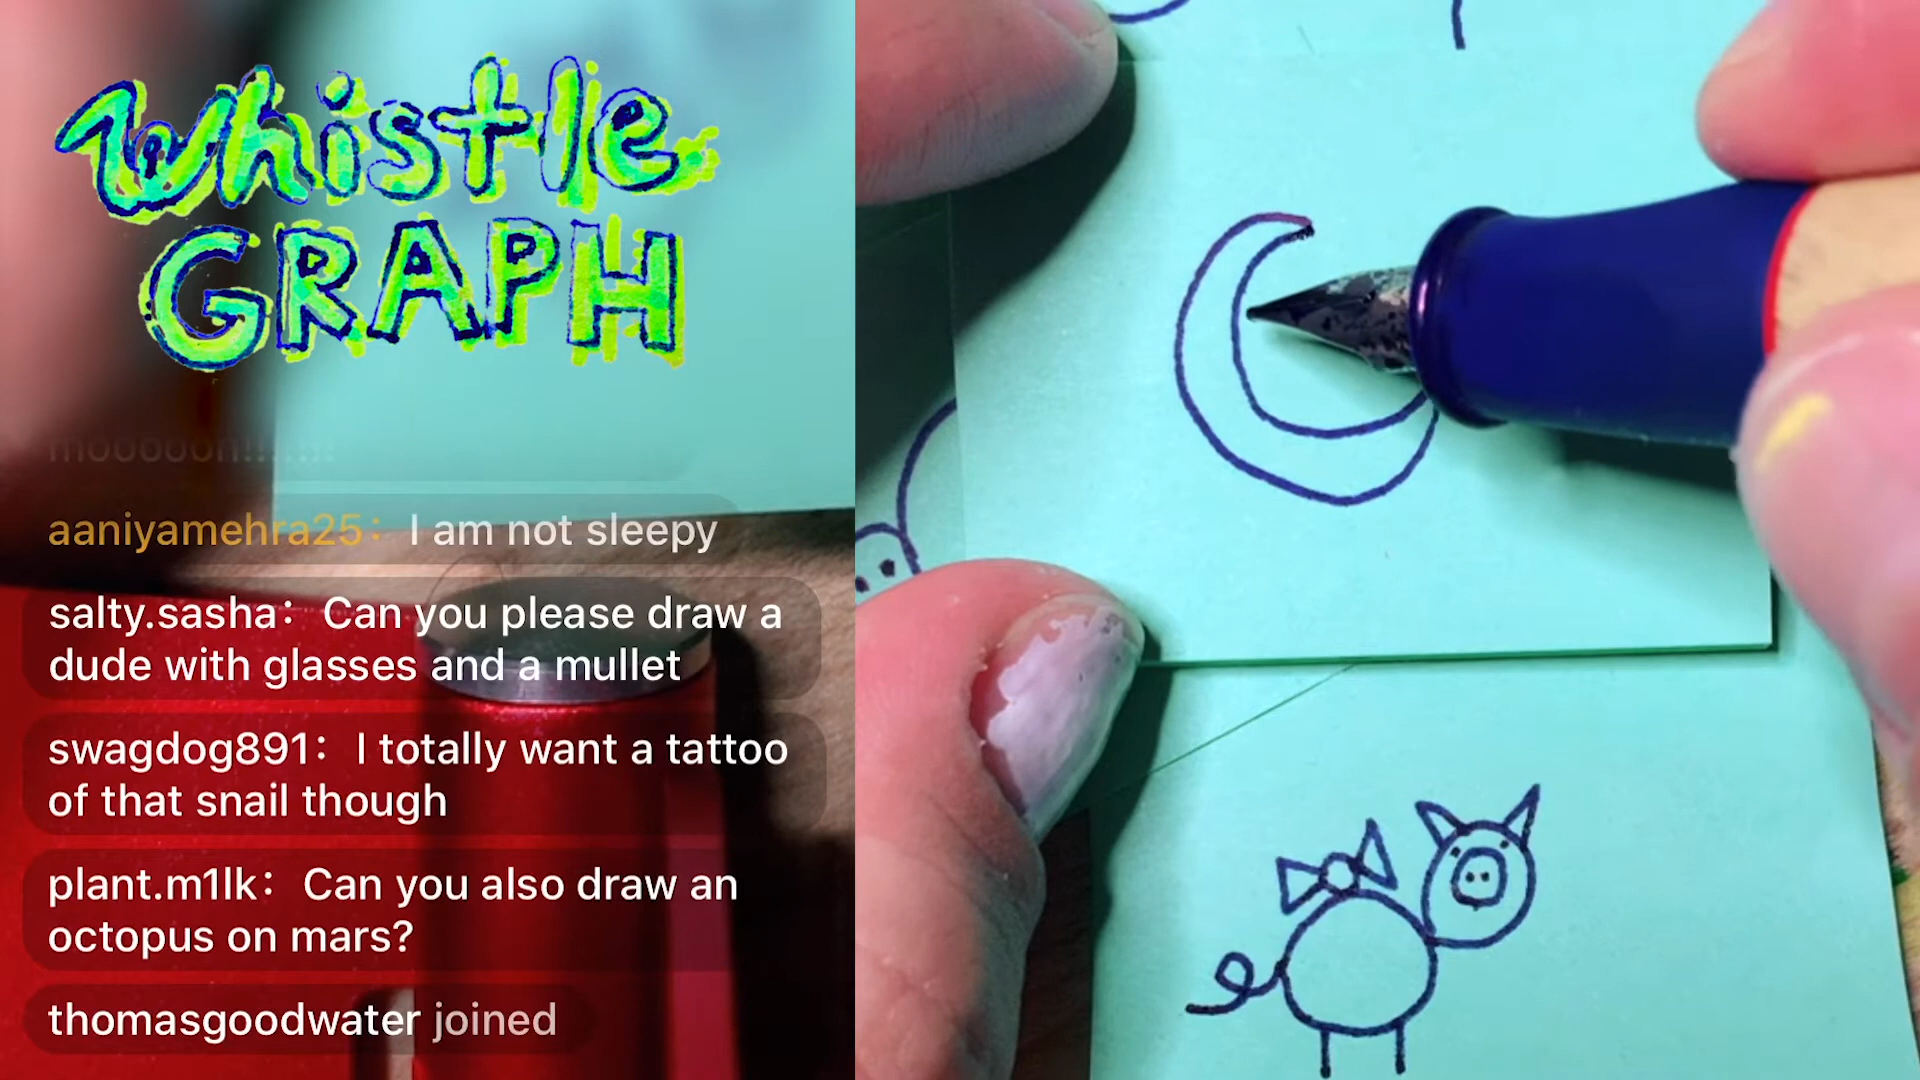 Whistle
GRAPH
mooooon!!!!!!
aaniyamehra25: I am not sleepy
salty.sasha: Can you please draw a
dude with glasses and a mullet
swagdog891: I totally want a tattoo
of that snail though
plant.m1lk: Can you also draw an
octopus on mars?
thomasgoodwater joined